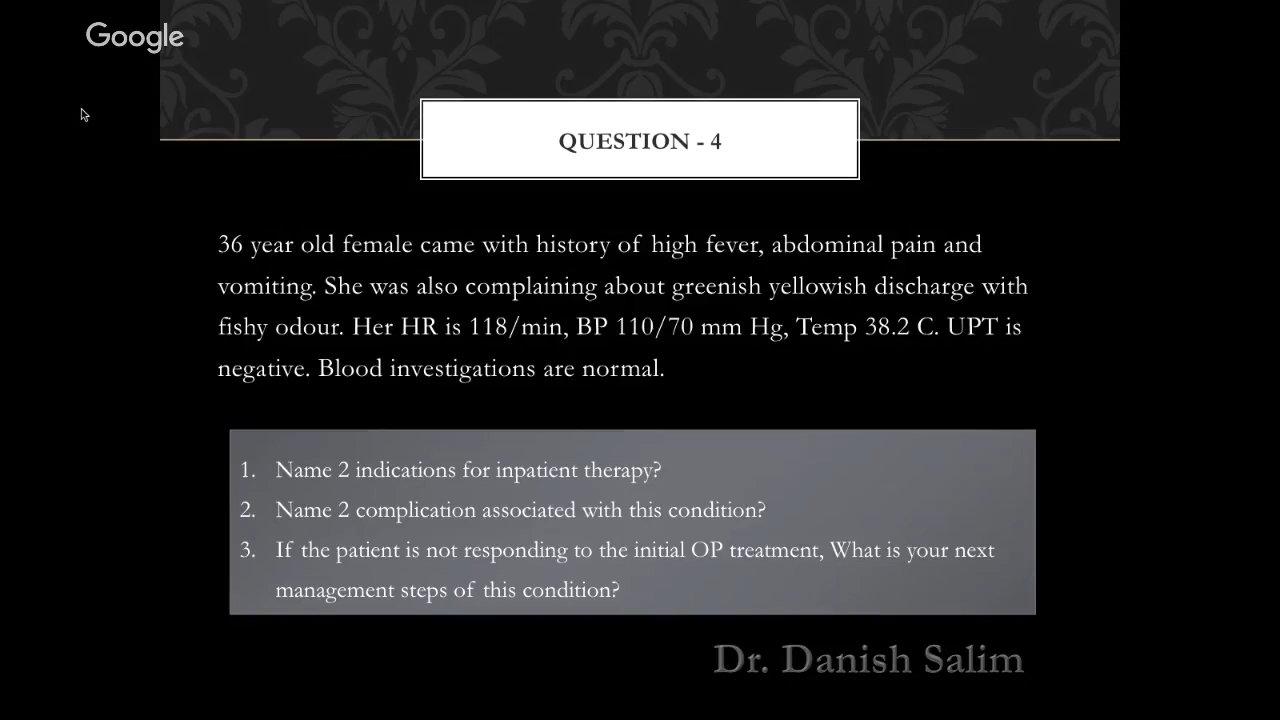 Google
QUESTION - 4
36 year old female came with history of high fever, abdominal pain and
vomiting. She was also complaining about greenish yellowish discharge with
fishy odour. Her HR is 118/min, BP 110/70 mm Hg, Temp 38.2 C. UPT is
negative. Blood investigations are normal.
1. Name 2 indications for inpatient therapy?
2. Name 2 complication associated with this condition?
3. If the patient is not responding to the initial OP treatment, What is your next
management steps of this condition?
Dr. Danish Salim